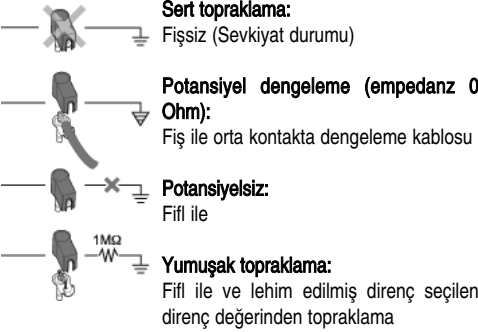 Sert topraklama:
Fişsiz (Sevkiyat durumu)
Potansiyel dengeleme (empedanz 0
Ohm):
Fiş ile orta kontakta dengeleme kablosu
Potansiyelsiz:
Fifl ile
1MΩ
Yumuşak topraklama:
Fifl ile ve lehim edilmiş direnç seçilen
direnç değerinden topraklama